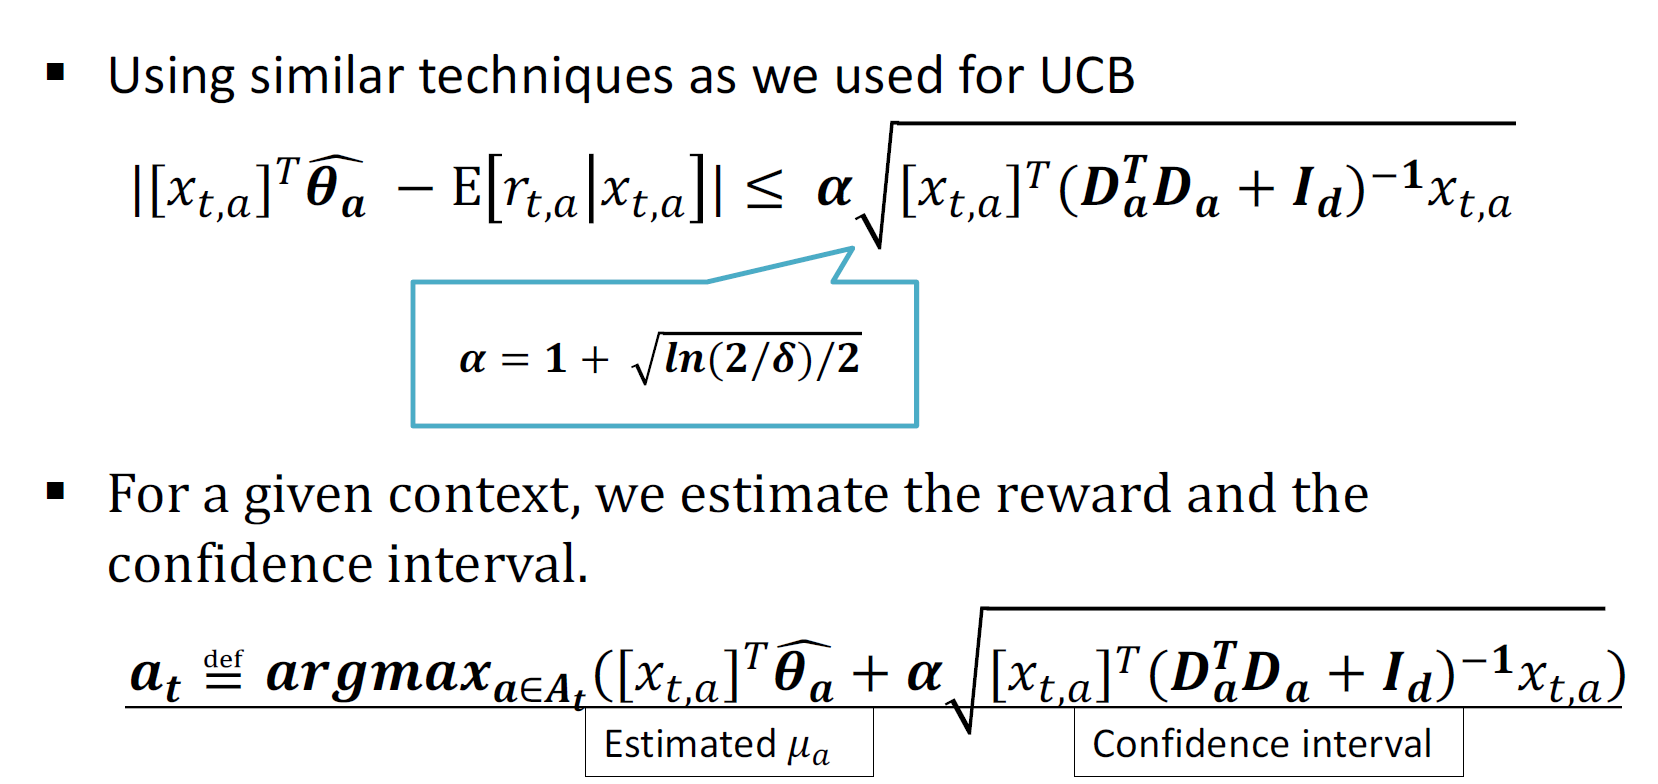 ▪ Using similar techniques as we used for UCB
|[x_{t,a}]^T \hat{θ_a} − E[r_{t,a}|x_{t,a}]| ≤ α √([x_{t,a}]^T (D_a^T D_a + I_d)^{−1} x_{t,a})
α = 1 + √(ln(2/δ)/2)
▪ For a given context, we estimate the reward and the
confidence interval.
a_t ≝ argmax_{a∈A_t} ([x_{t,a}]^T \hat{θ_a} + α √([x_{t,a}]^T (D_a^T D_a + I_d)^{−1} x_{t,a}))
Estimated μ_a
Confidence interval